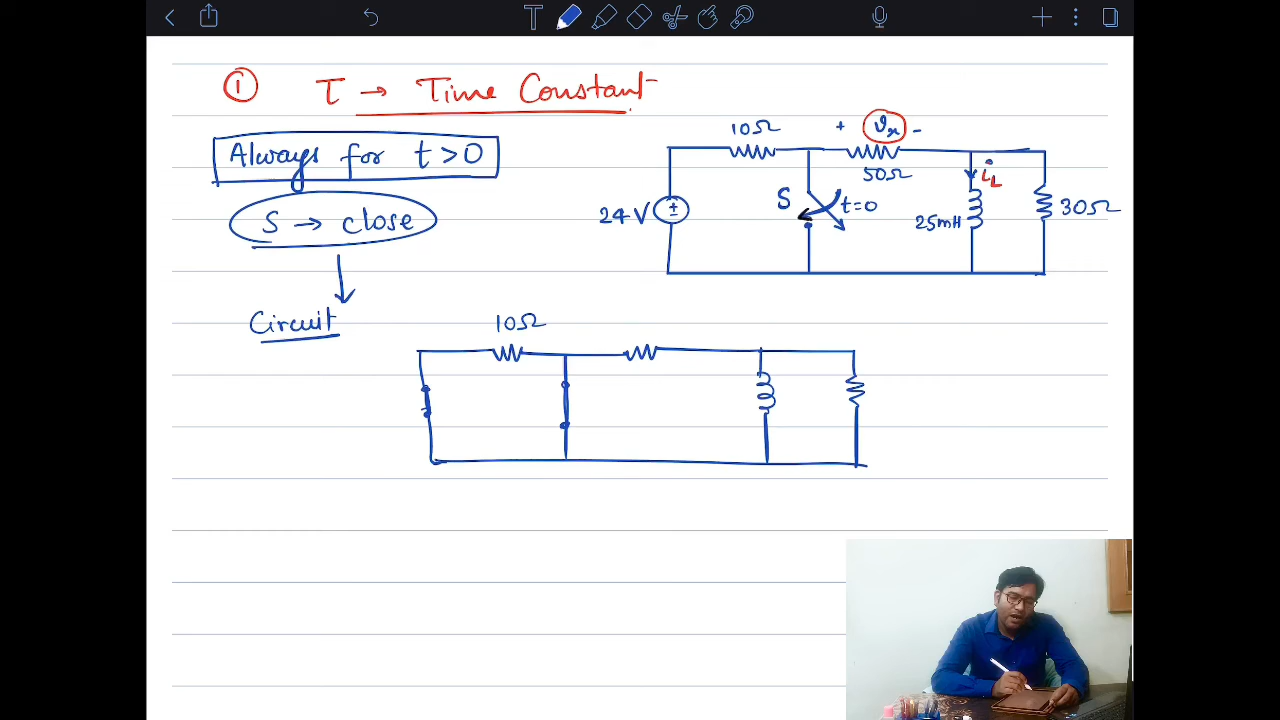 ① τ → Time Constant
Always for t > 0
S → close
Circuit
10Ω
+ 𝒱x -
50Ω
24V
±
S
t=0
iL
25mH
30Ω
10Ω